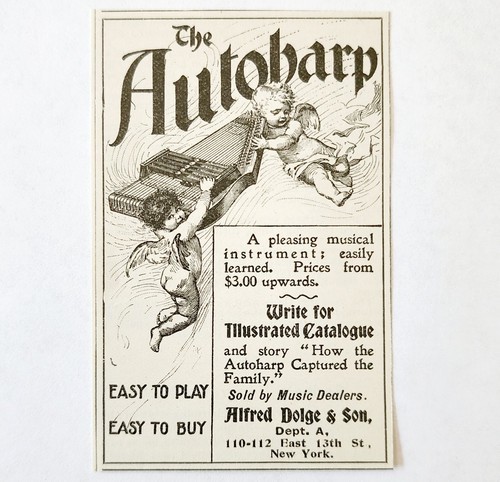 The
Autoharp
A pleasing musical
instrument; easily
learned. Prices from
$3.00 upwards.
Write for
Illustrated Catalogue
and story "How the
Autoharp Captured the
Family."
Sold by Music Dealers.
Alfred Dolge & Son,
Dept. A,
110-112 East 13th St,
New York.
EASY TO PLAY
EASY TO BUY